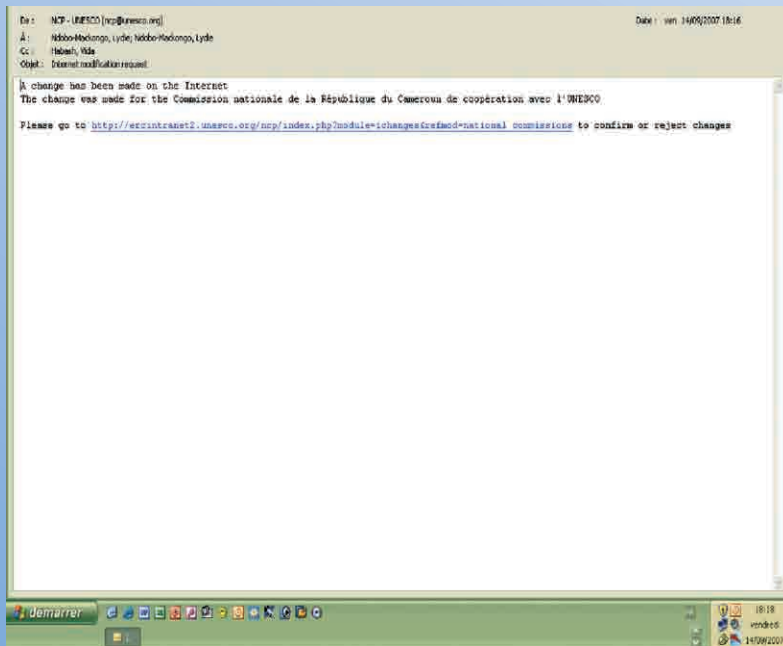 De : NCP - UNESCO [ncp@unesco.org] Date : ven. 14/09/2007 18:16
À : Ndobo-Mackongo, Lydie; Ndobo-Mackongo, Lydie
Cc : Habash, Vida
Objet : Internet modification request
A change has been made on the Internet
The change was made for the Commission nationale de la République du Cameroun de coopération avec l'UNESCO
Please go to http://ercintranet2.unesco.org/ncp/index.php?module=ichanges&refmod=national commissions to confirm or reject changes
démarrer 18:18
vendredi
14/09/2007